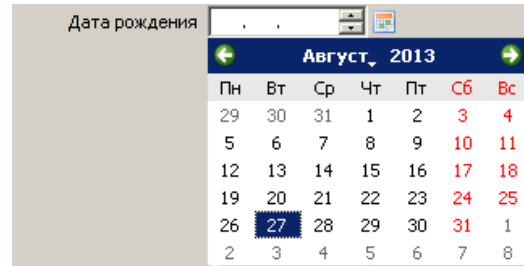 Дата рождения . .
Август 2013
Пн Вт Ср Чт Пт Сб Вс
29 30 31 1 2 3 4
5 6 7 8 9 10 11
12 13 14 15 16 17 18
19 20 21 22 23 24 25
26 27 28 29 30 31 1
2 3 4 5 6 7 8